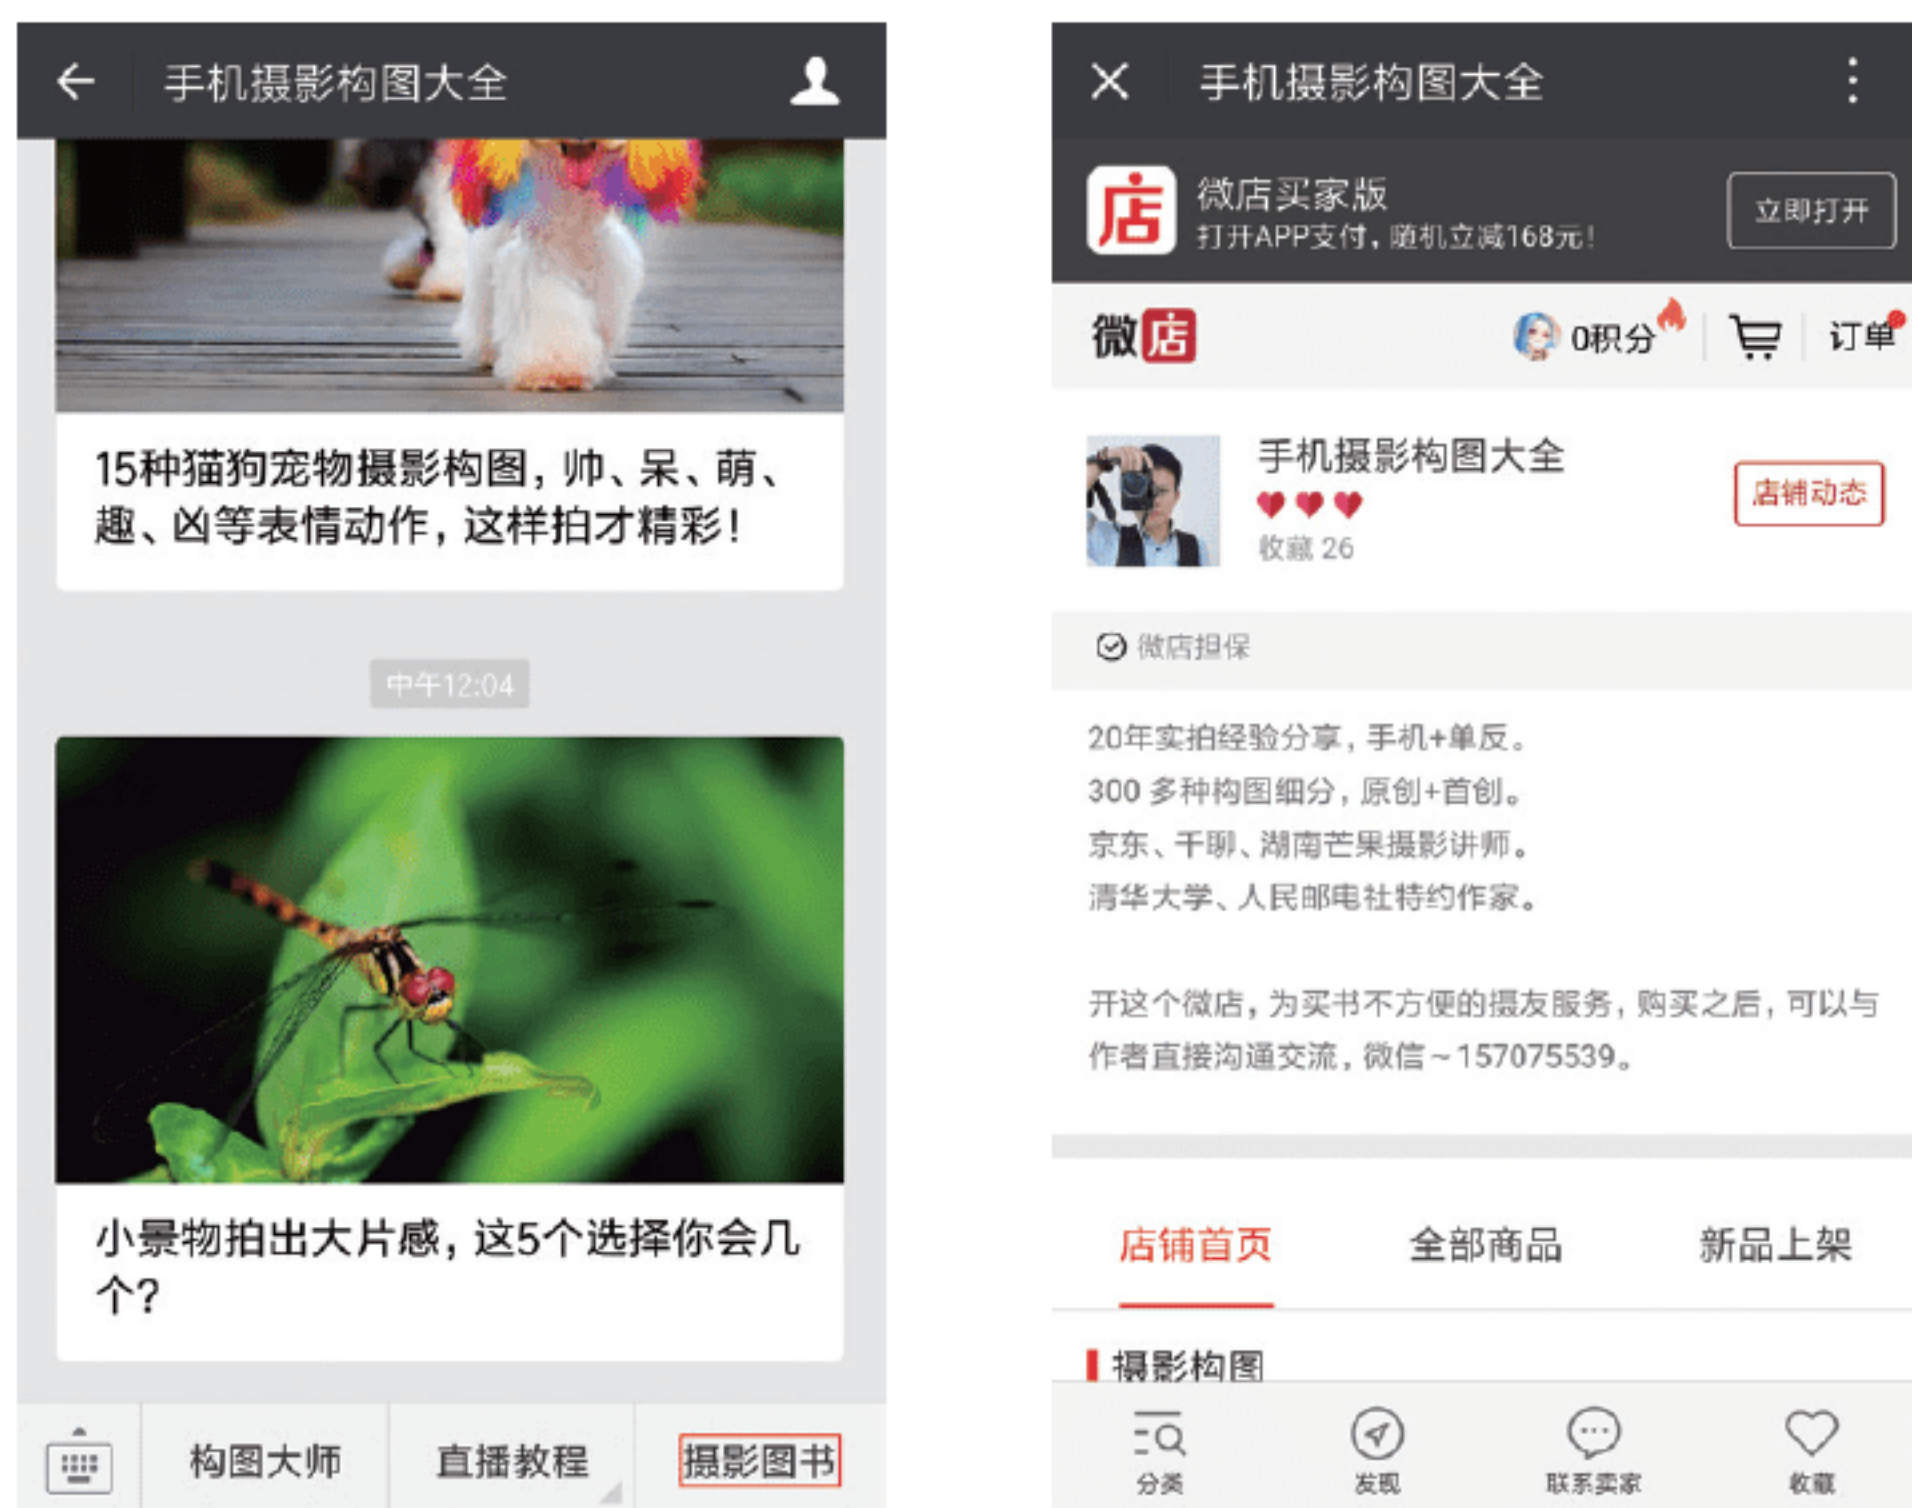 手机摄影构图大全
15种猫狗宠物摄影构图，帅、呆、萌、
趣、凶等表情动作，这样拍才精彩！
中午12:04
小景物拍出大片感，这5个选择你会几
个？
构图大师
直播教程
摄影图书
手机摄影构图大全
店
微店买家版
打开APP支付，随机立减168元！
立即打开
微店
0积分
订单
手机摄影构图大全
收藏 26
店铺动态
微店担保
20年实拍经验分享，手机+单反。
300 多种构图细分，原创+首创。
京东、千聊、湖南芒果摄影讲师。
清华大学、人民邮电社特约作家。
开这个微店，为买书不方便的摄友服务，购买之后，可以与
作者直接沟通交流，微信～157075539。
店铺首页
全部商品
新品上架
摄影构图
分类
发现
联系卖家
收藏